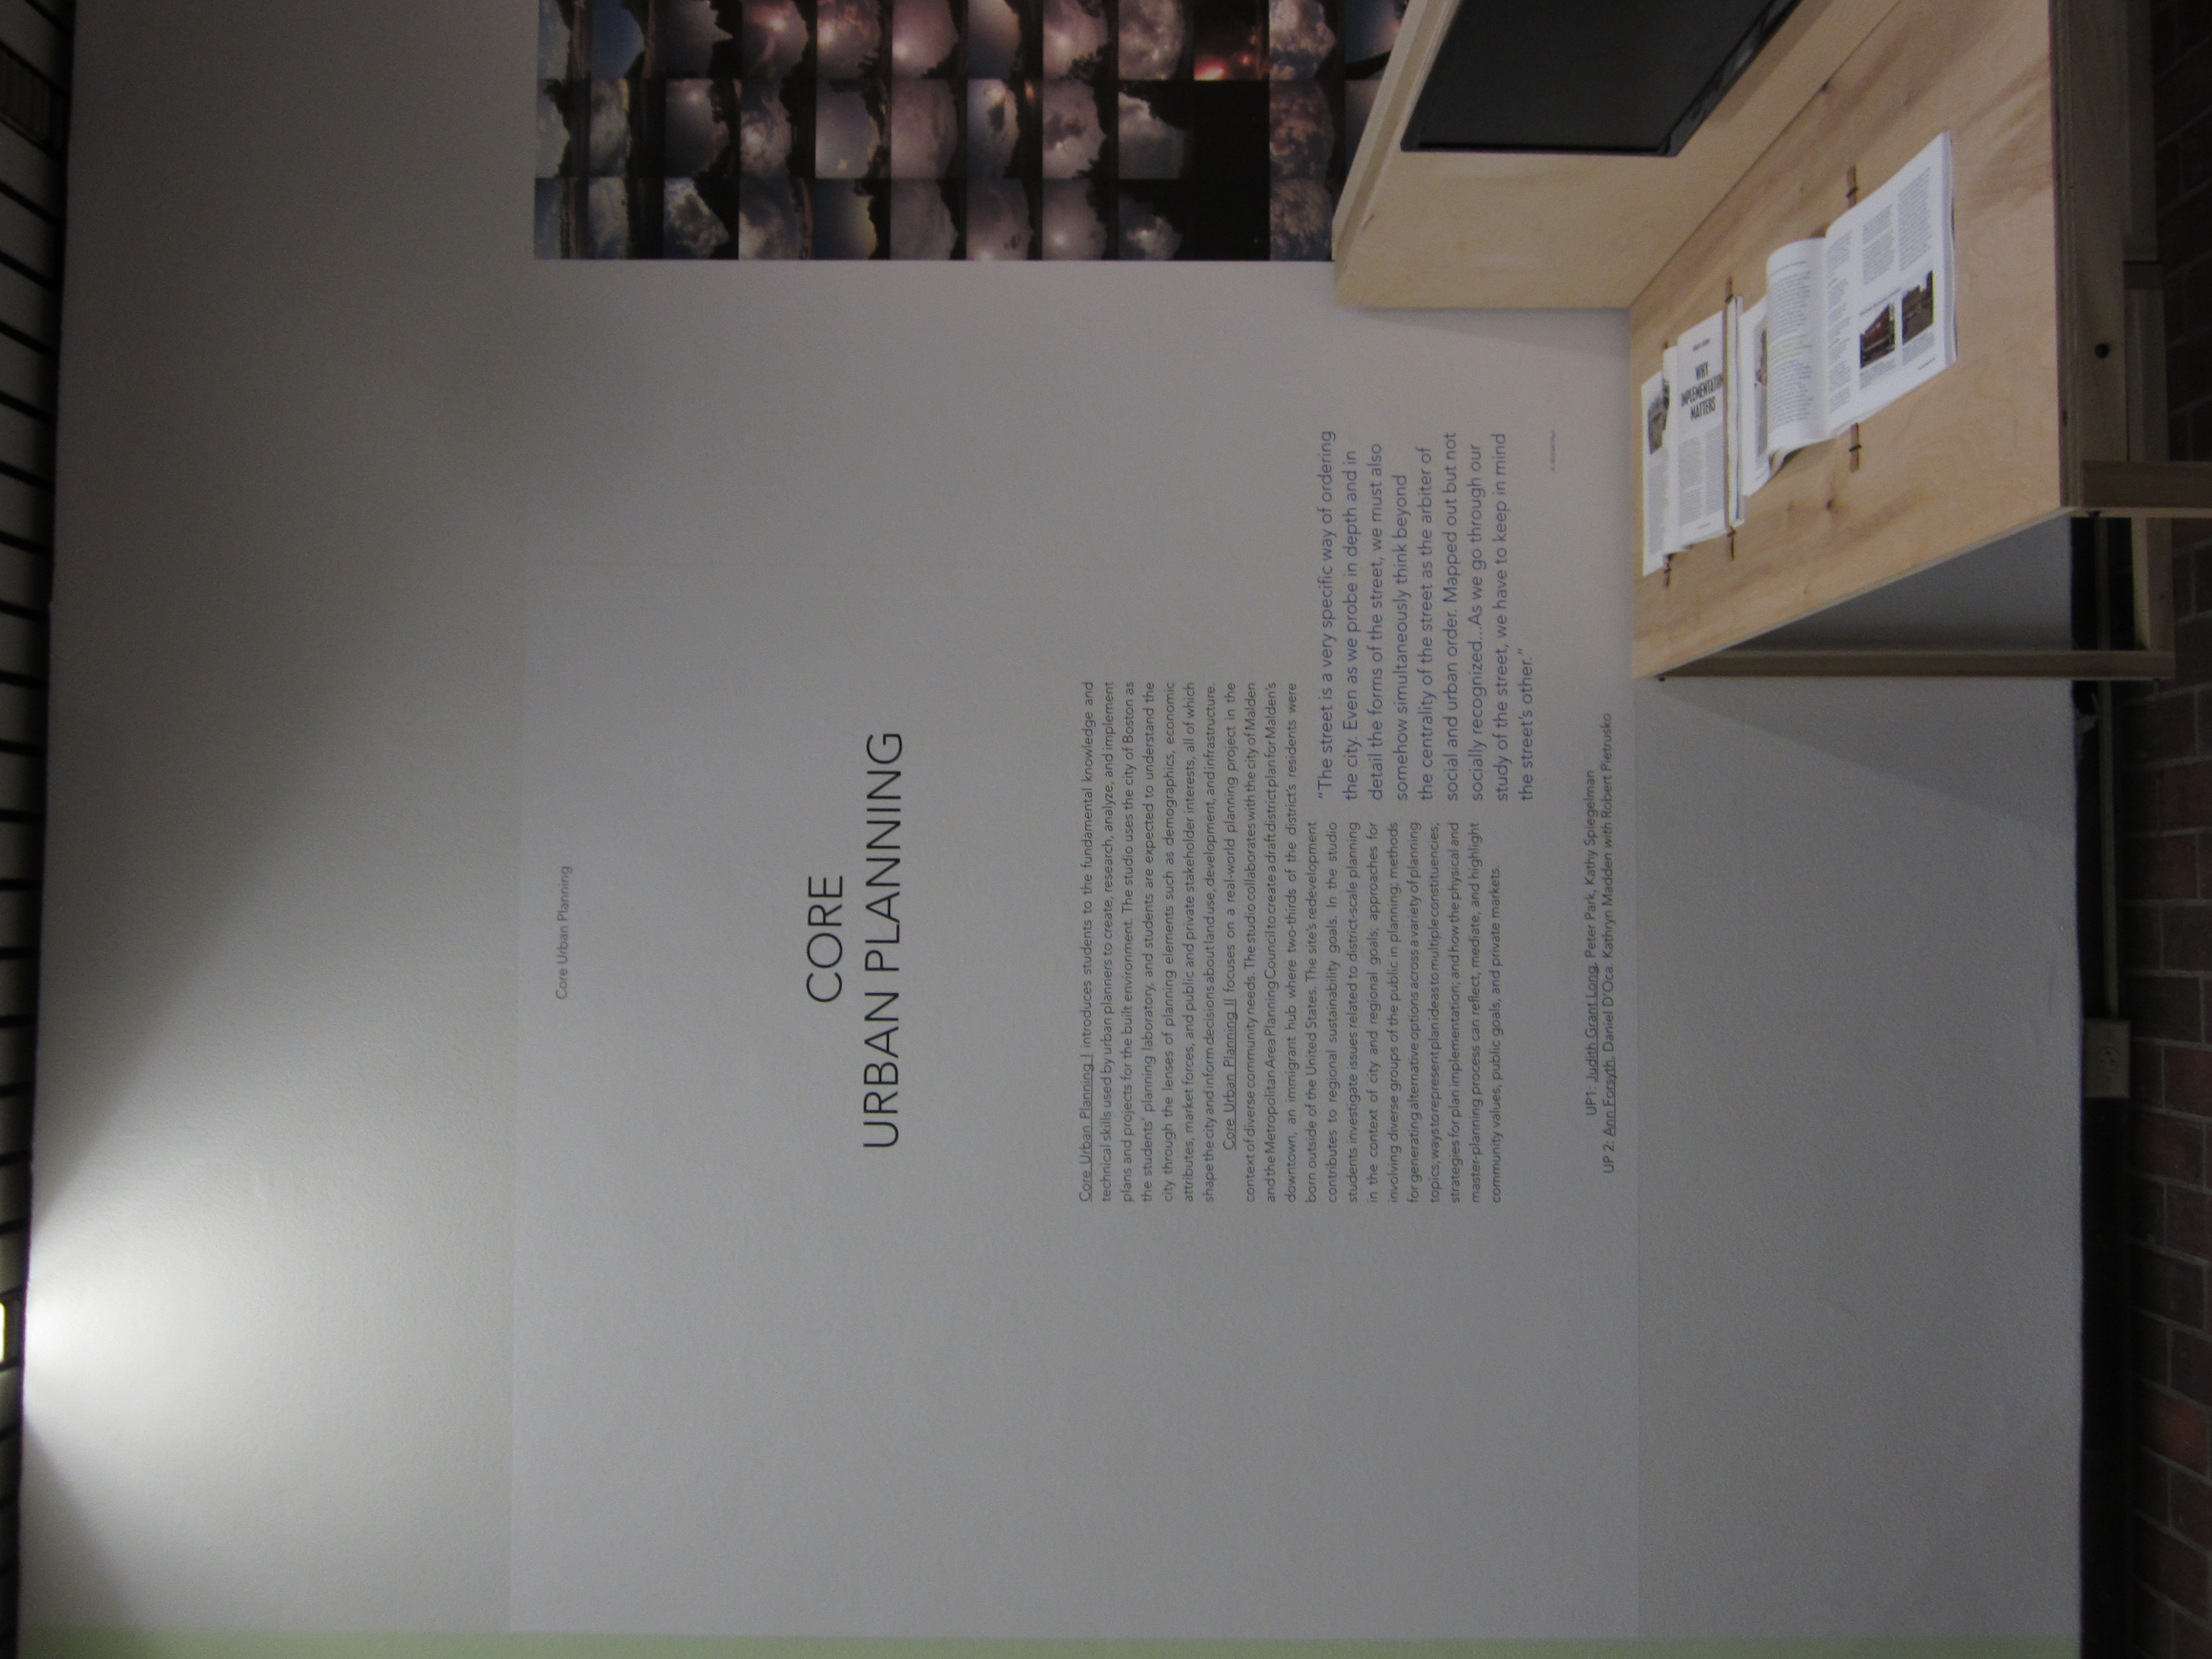 Core Urban Planning
CORE
URBAN PLANNING
Core Urban Planning I introduces students to the fundamental knowledge and
technical skills used by urban planners to create, research, analyze, and implement
plans and projects for the built environment. The studio uses the city of Boston as
the students' planning laboratory, and students are expected to understand the
city through the lenses of planning elements such as demographics, economic
attributes, market forces, and public and private stakeholder interests, all of which
shape the city and inform decisions about land use, development, and infrastructure.
Core Urban Planning II focuses on a real-world planning project in the
context of diverse community needs. The studio collaborates with the city of Malden
and the Metropolitan Area Planning Council to create a draft district plan for Malden's
downtown, an immigrant hub where two-thirds of the district's residents were
born outside of the United States. The site's redevelopment
contributes to regional sustainability goals. In the studio
students investigate issues related to district-scale planning
in the context of city and regional goals; approaches for
involving diverse groups of the public in planning; methods
for generating alternative options across a variety of planning
topics; ways to represent plan ideas to multiple constituencies;
strategies for plan implementation; and how the physical and
master-planning process can reflect, mediate, and highlight
community values, public goals, and private markets.
"The street is a very specific way of ordering
the city. Even as we probe in depth and in
detail the forms of the street, we must also
somehow simultaneously think beyond
the centrality of the street as the arbiter of
social and urban order. Mapped out but not
socially recognized...As we go through our
study of the street, we have to keep in mind
the street's other."
UP1: Judith Grant Long, Peter Park, Kathy Spiegelman
UP 2: Ann Forsyth, Daniel D'Oca. Kathryn Madden with Robert Pietrusko
WHY
IMPLEMENTATION
MATTERS